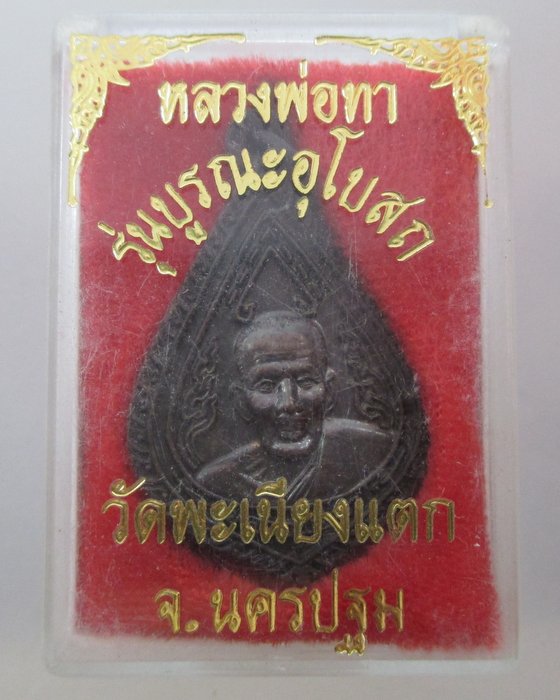 หลวงพ่อทา
รุ่นบูรณะอุโบสถ
วัดพะเนียงแตก
จ.นครปฐม